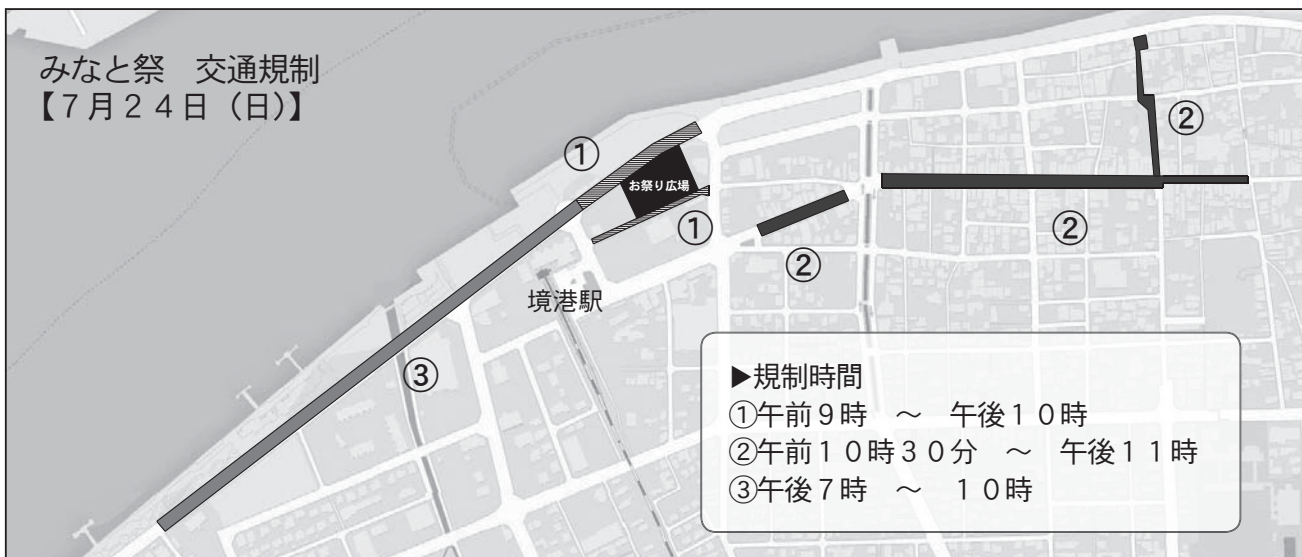 みなと祭　交通規制
【７月２４日（日）】
①
②
お祭り広場
①
②
②
境港駅
③
▶規制時間
①午前９時　～　午後１０時
②午前１０時３０分　～　午後１１時
③午後７時　～　１０時